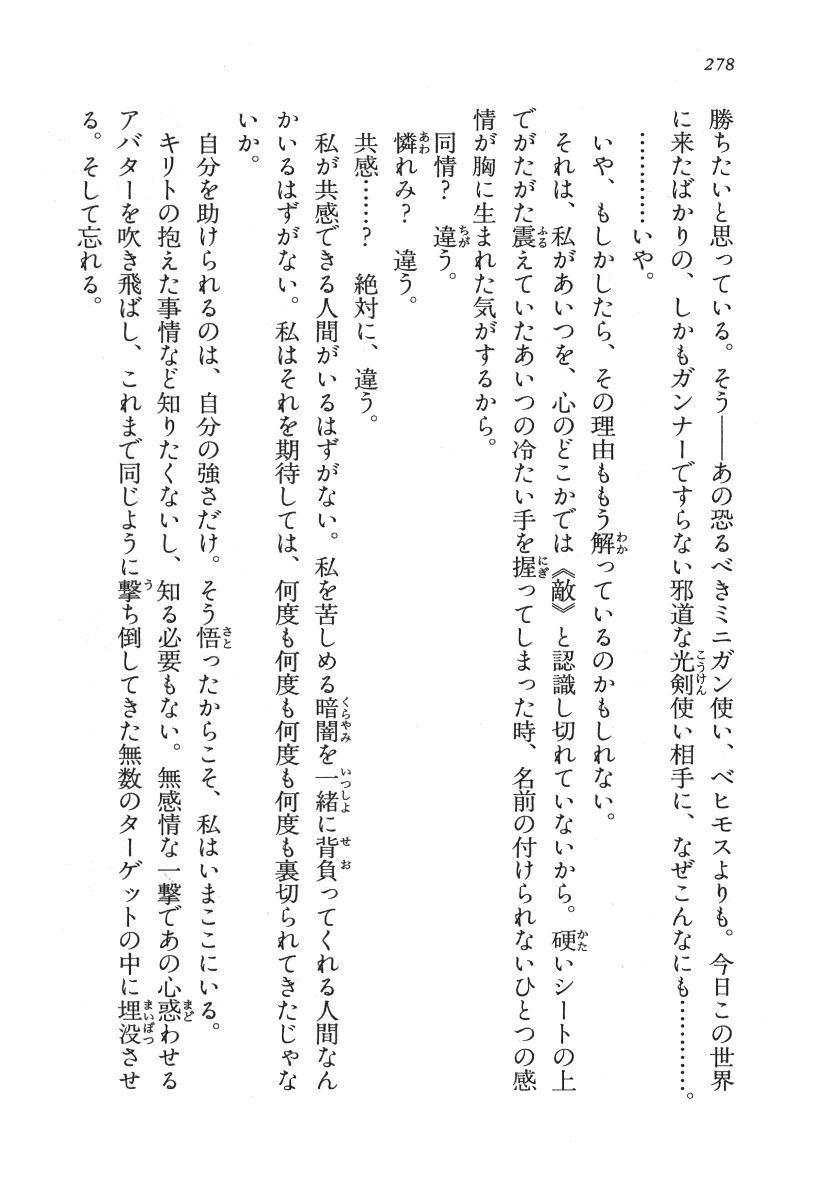 278
勝ちたいと思っている。そう――あの恐るべきミニガン使い、ベヒモスよりも。今日この世界
に来たばかりの、しかもガンナーですらない邪道な光剣使い相手に、なぜこんなにも…………。
…………いや。
いや、もしかしたら、その理由ももう解っているのかもしれない。
それは、私があいつを、心のどこかでは《敵》と認識し切れていないから。硬いシートの上
でがたがた震えていたあいつの冷たい手を握ってしまった時、名前の付けられないひとつの感
情が胸に生まれた気がするから。
同情？　違う。
憐れみ？　違う。
共感……？　絶対に、違う。
私が共感できる人間がいるはずがない。私を苦しめる暗闇を一緒に背負ってくれる人間なん
かいるはずがない。私はそれを期待しては、何度も何度も何度も何度も裏切られてきたじゃな
いか。
自分を助けられるのは、自分の強さだけ。そう悟ったからこそ、私はいまここにいる。
キリトの抱えた事情など知りたくないし、知る必要もない。無感情な一撃であの心惑わせる
アバターを吹き飛ばし、これまで同じように撃ち倒してきた無数のターゲットの中に埋没させ
る。そして忘れる。